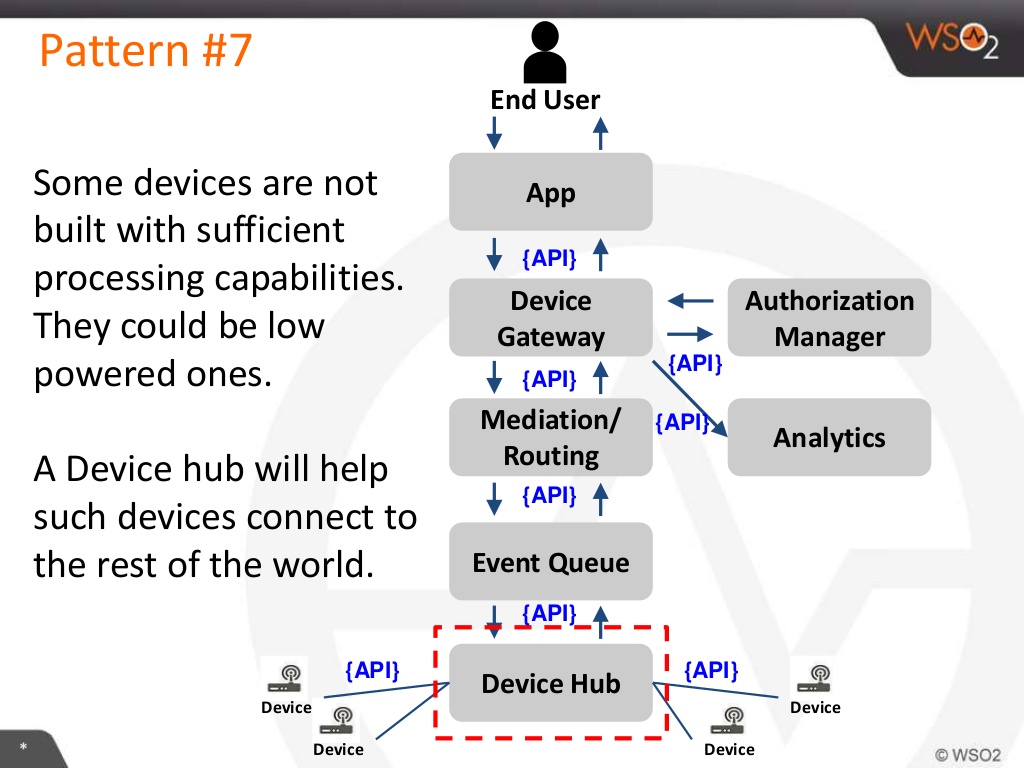 Pattern #7
WSO2
End User
Some devices are not
built with sufficient
processing capabilities.
They could be low
powered ones.
A Device hub will help
such devices connect to
the rest of the world.
App
{API}
Device
Gateway
Authorization
Manager
{API}
{API}
Mediation/
Routing
{API}
Analytics
{API}
Event Queue
{API}
Device Hub
{API}
{API}
Device
Device
Device
Device
*
© WSO2